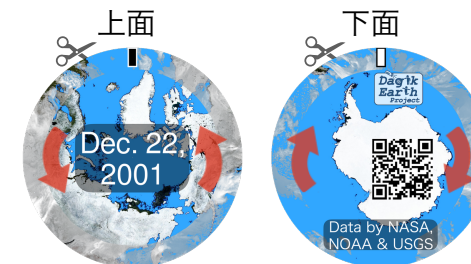 上面
下面
Dec. 22,
2001
Dagik
Earth
Project
Data by NASA,
NOAA & USGS